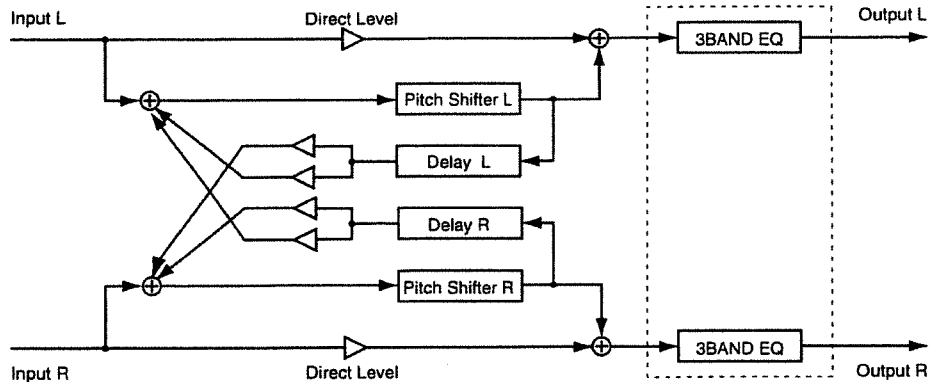 Input L
Direct Level
Output L
3BAND EQ
Pitch Shifter L
Delay L
Delay R
Pitch Shifter R
3BAND EQ
Input R
Direct Level
Output R